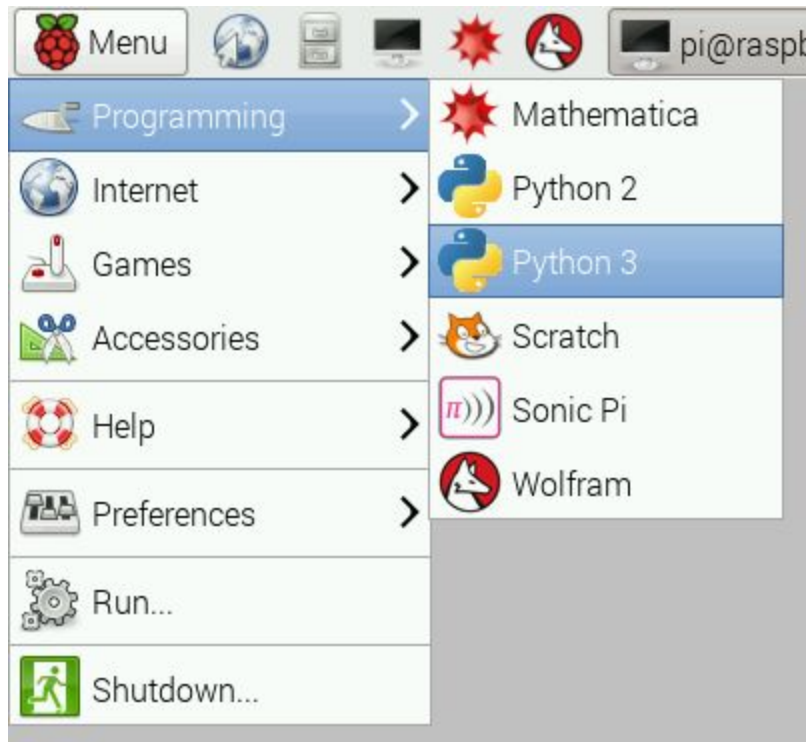 Menu
pi@raspb
Programming
Internet
Games
Accessories
Help
Preferences
Run...
Shutdown...
Mathematica
Python 2
Python 3
Scratch
π)))
Sonic Pi
Wolfram